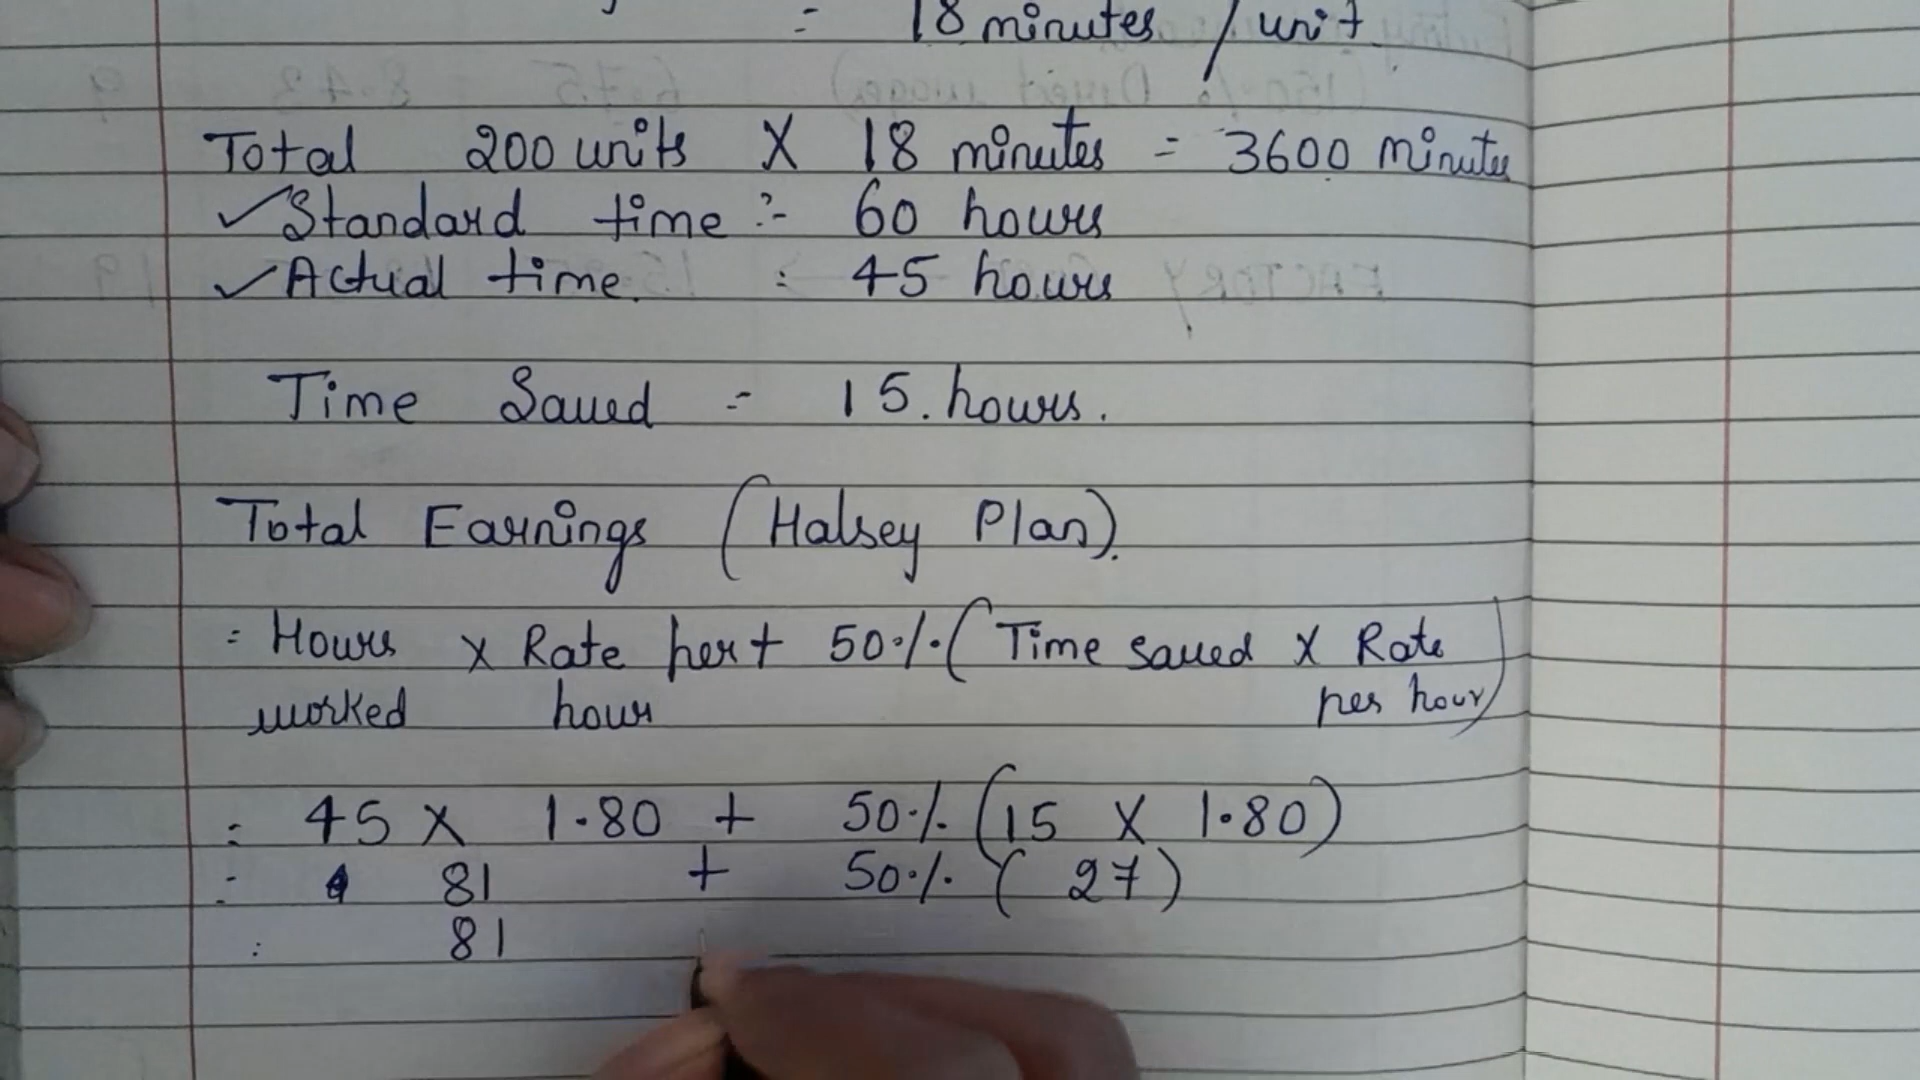 = 18 minutes / unit
Total 200 units X 18 minutes = 3600 minutes
✓Standard time :- 60 hours
✓Actual time : 45 hours
Time Saved = 15. hours.
Total Earnings (Halsey Plan).
= Hours worked x Rate per hour + 50% (Time saved X Rate per hour)
= 45 x 1.80 + 50% (15 X 1.80)
= 81 + 50% (27)
: 81